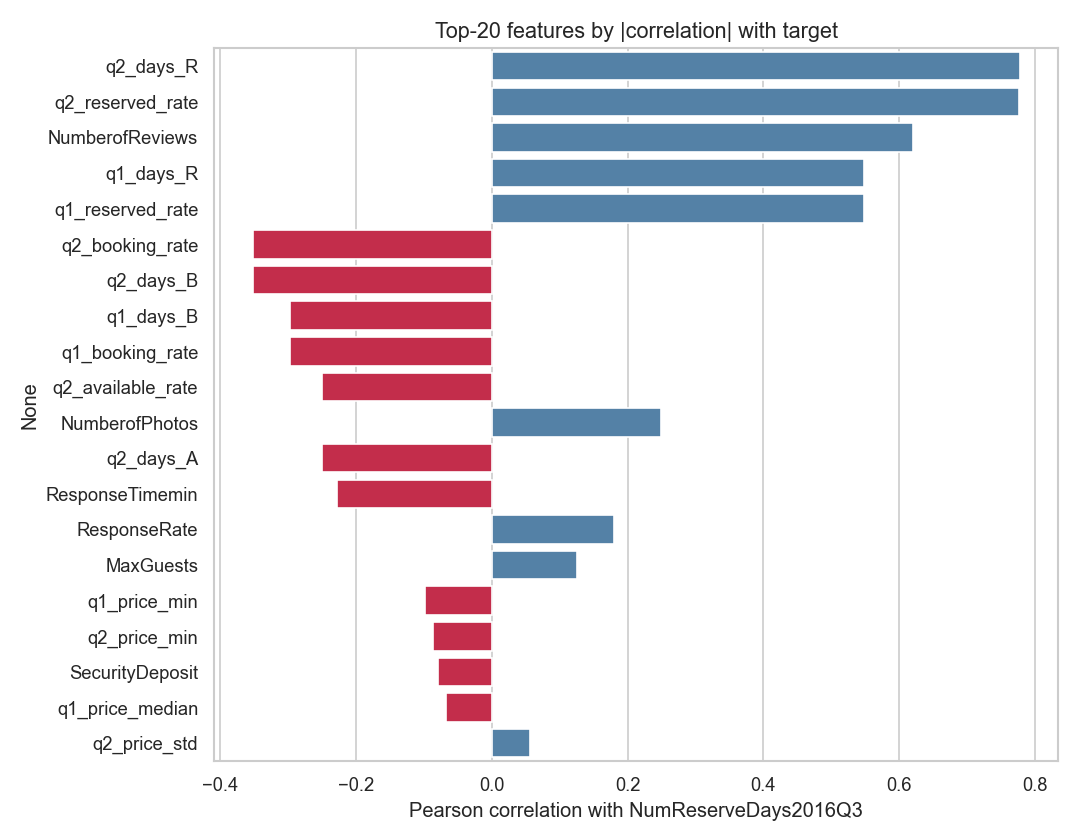 Top-20 features by |correlation| with target
q2_days_R
q2_reserved_rate
NumberofReviews
q1_days_R
q1_reserved_rate
q2_booking_rate
q2_days_B
q1_days_B
q1_booking_rate
q2_available_rate
NumberofPhotos
q2_days_A
ResponseTimemin
ResponseRate
MaxGuests
q1_price_min
q2_price_min
SecurityDeposit
q1_price_median
q2_price_std
None
−0.4 −0.2 0.0 0.2 0.4 0.6 0.8
Pearson correlation with NumReserveDays2016Q3